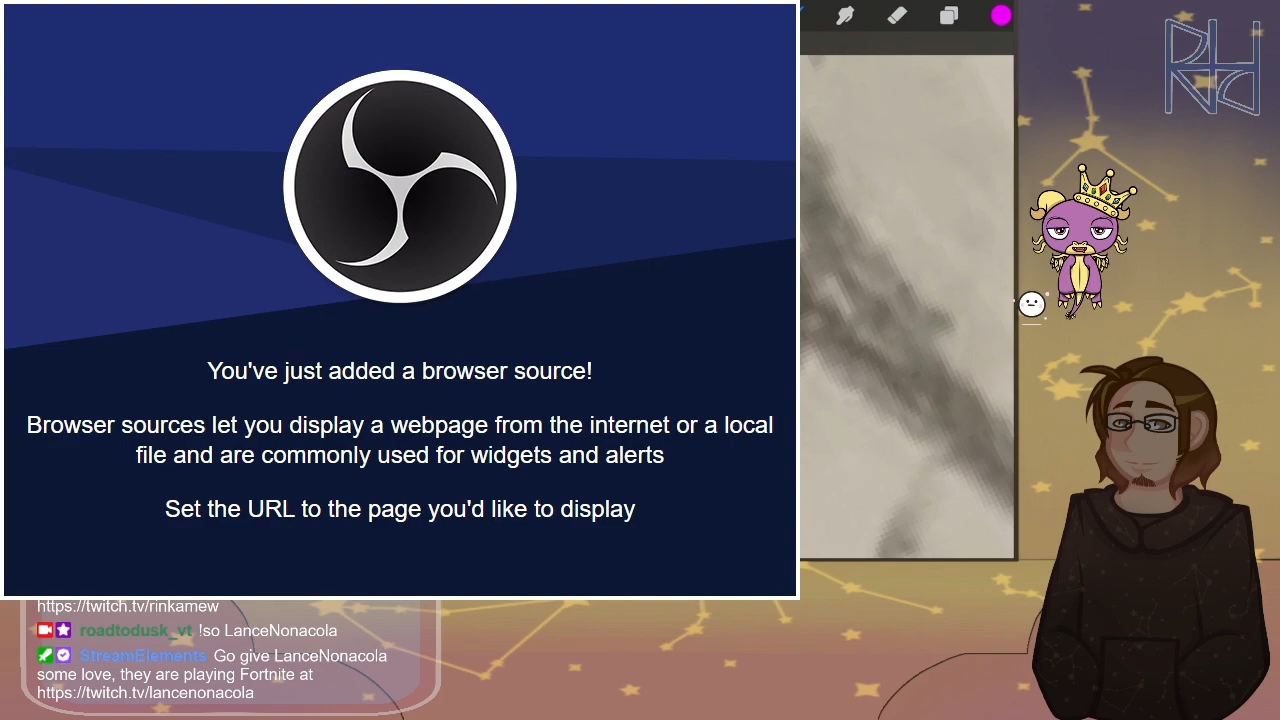 You've just added a browser source!
Browser sources let you display a webpage from the internet or a local
file and are commonly used for widgets and alerts
Set the URL to the page you'd like to display
https://twitch.tv/rinkamew
roadtodusk_vt !so LanceNonacola
StreamElements Go give LanceNonacola
some love, they are playing Fortnite at
https://twitch.tv/lancenonacola